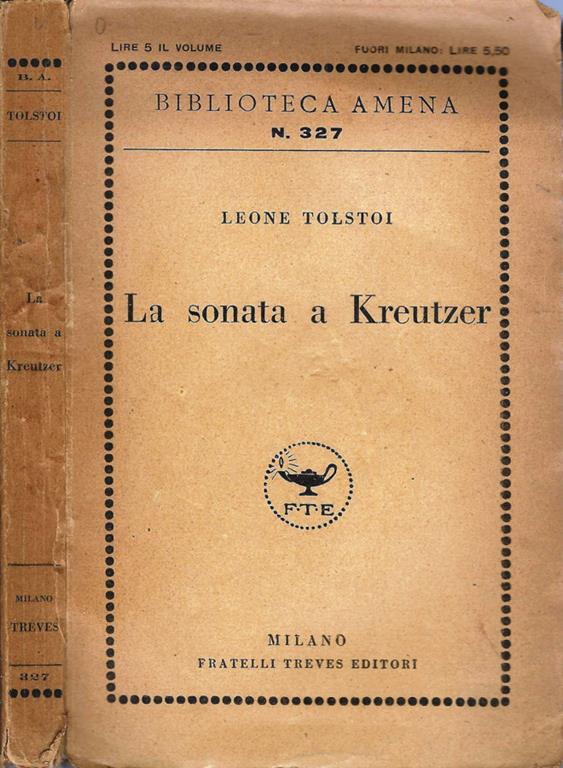 B. A.
TOLSTOI
La
sonata a
Kreutzer
MILANO
TREVES
327
LIRE 5 IL VOLUME
FUORI MILANO: LIRE 5,50
BIBLIOTECA AMENA
N. 327
LEONE TOLSTOI
La sonata a Kreutzer
F·T·E
MILANO
FRATELLI TREVES EDITORI